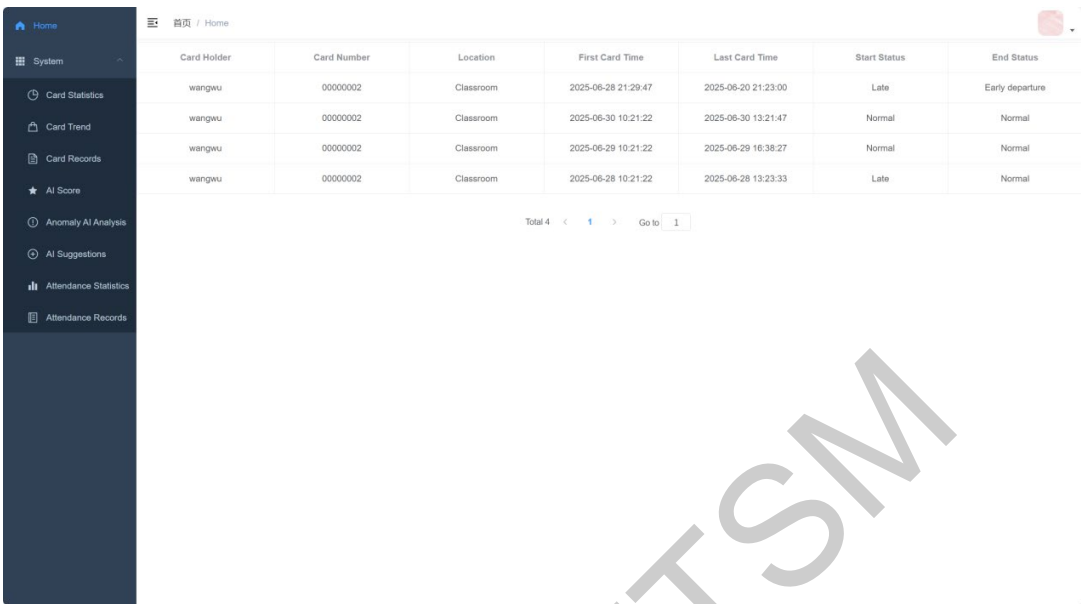 Home
首页 / Home
System
Card Statistics
Card Trend
Card Records
AI Score
Anomaly AI Analysis
AI Suggestions
Attendance Statistics
Attendance Records
Card Holder Card Number Location First Card Time Last Card Time Start Status End Status
wangwu 00000002 Classroom 2025-06-28 21:29:47 2025-06-20 21:23:00 Late Early departure
wangwu 00000002 Classroom 2025-06-30 10:21:22 2025-06-30 13:21:47 Normal Normal
wangwu 00000002 Classroom 2025-06-29 10:21:22 2025-06-29 16:38:27 Normal Normal
wangwu 00000002 Classroom 2025-06-28 10:21:22 2025-06-28 13:23:33 Late Normal
Total 4 < 1 > Go to 1
TSM